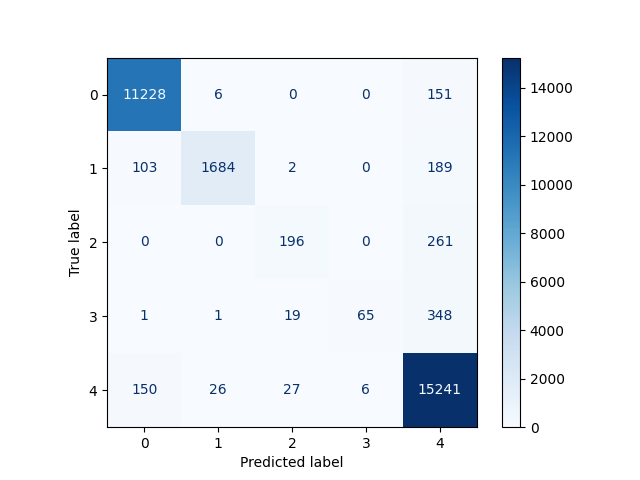 0 11228 6 0 0 151
1 103 1684 2 0 189
2 0 0 196 0 261
3 1 1 19 65 348
4 150 26 27 6 15241
0 1 2 3 4
Predicted label
True label
14000
12000
10000
8000
6000
4000
2000
0